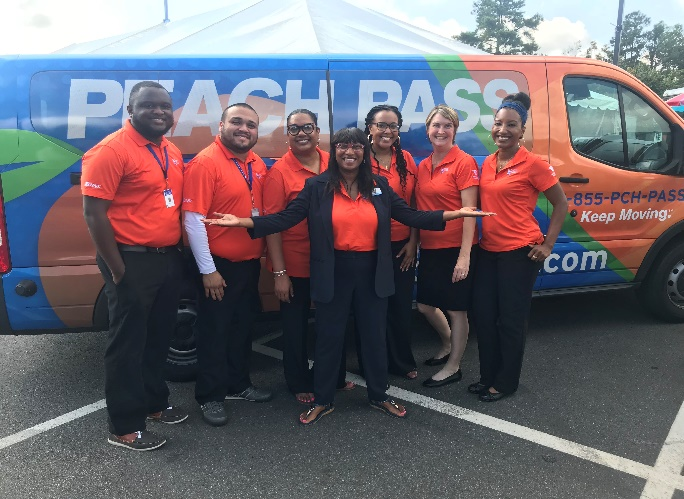 PEACH PASS
-855-PCH-PASS
Keep Moving.
.com